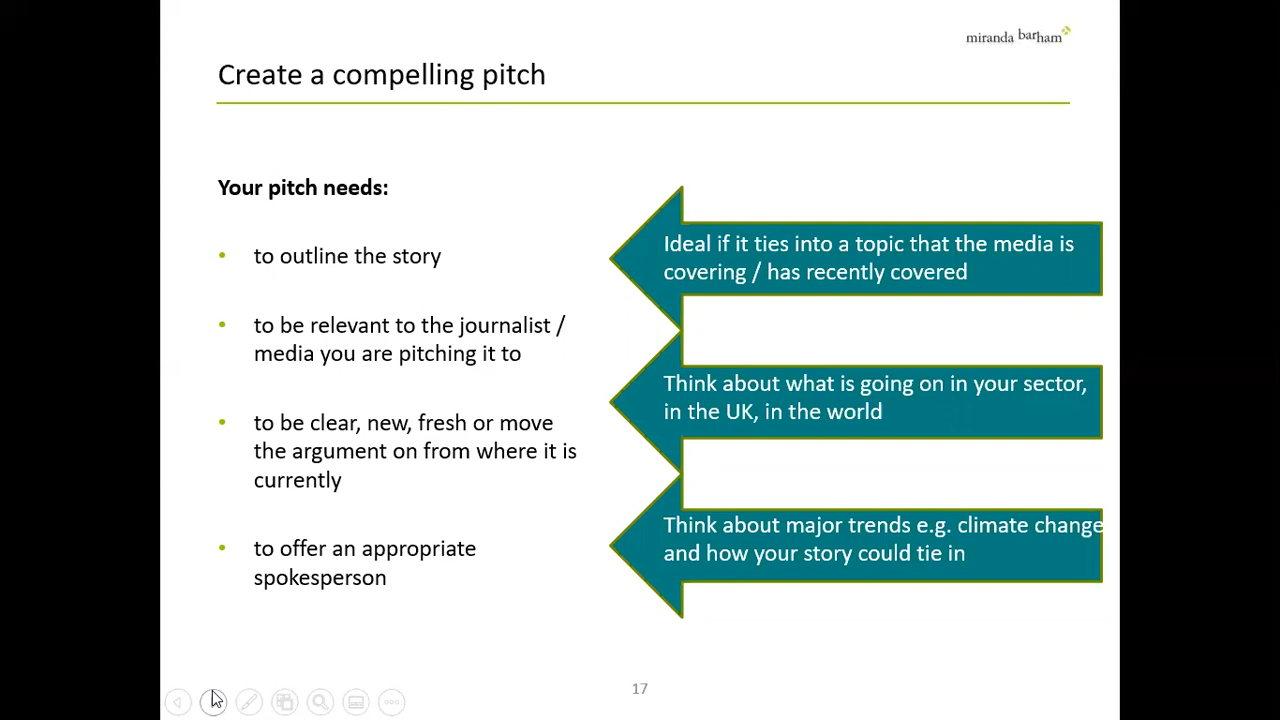 miranda barham
Create a compelling pitch
Your pitch needs:
• to outline the story
• to be relevant to the journalist /
media you are pitching it to
• to be clear, new, fresh or move
the argument on from where it is
currently
• to offer an appropriate
spokesperson
Ideal if it ties into a topic that the media is
covering / has recently covered
Think about what is going on in your sector,
in the UK, in the world
Think about major trends e.g. climate change
and how your story could tie in
17